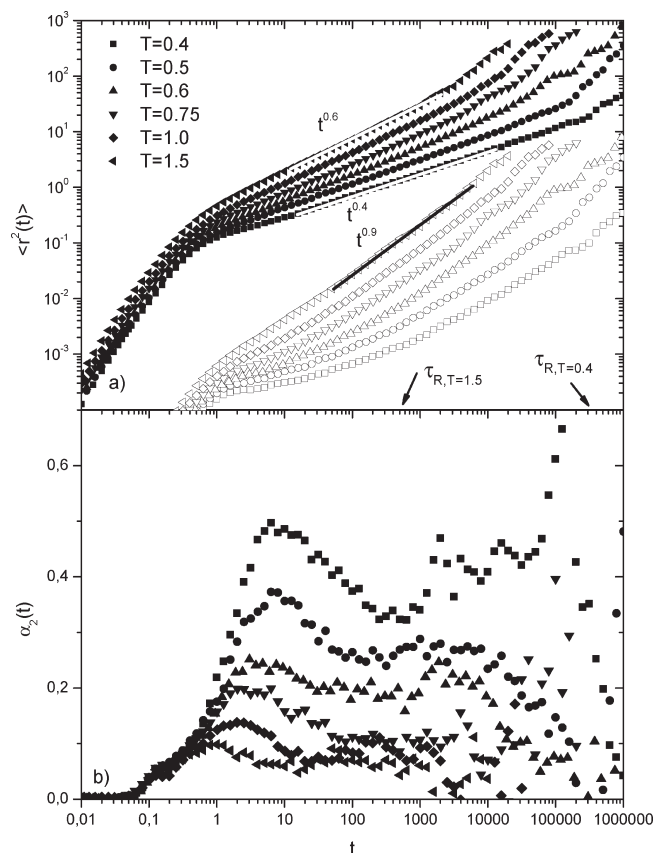 10³
10²
10¹
10⁰
10⁻¹
10⁻²
10⁻³
<r²(t)>
T=0.4
T=0.5
T=0.6
T=0.75
T=1.0
T=1.5
t^0.6
t^0.4
t^0.9
a)
τ_R,T=1.5
τ_R,T=0.4
0,6
0,4
0,2
0,0
α₂(t)
b)
0,01 0,1 1 10 100 1000 10000 100000 1000000
t